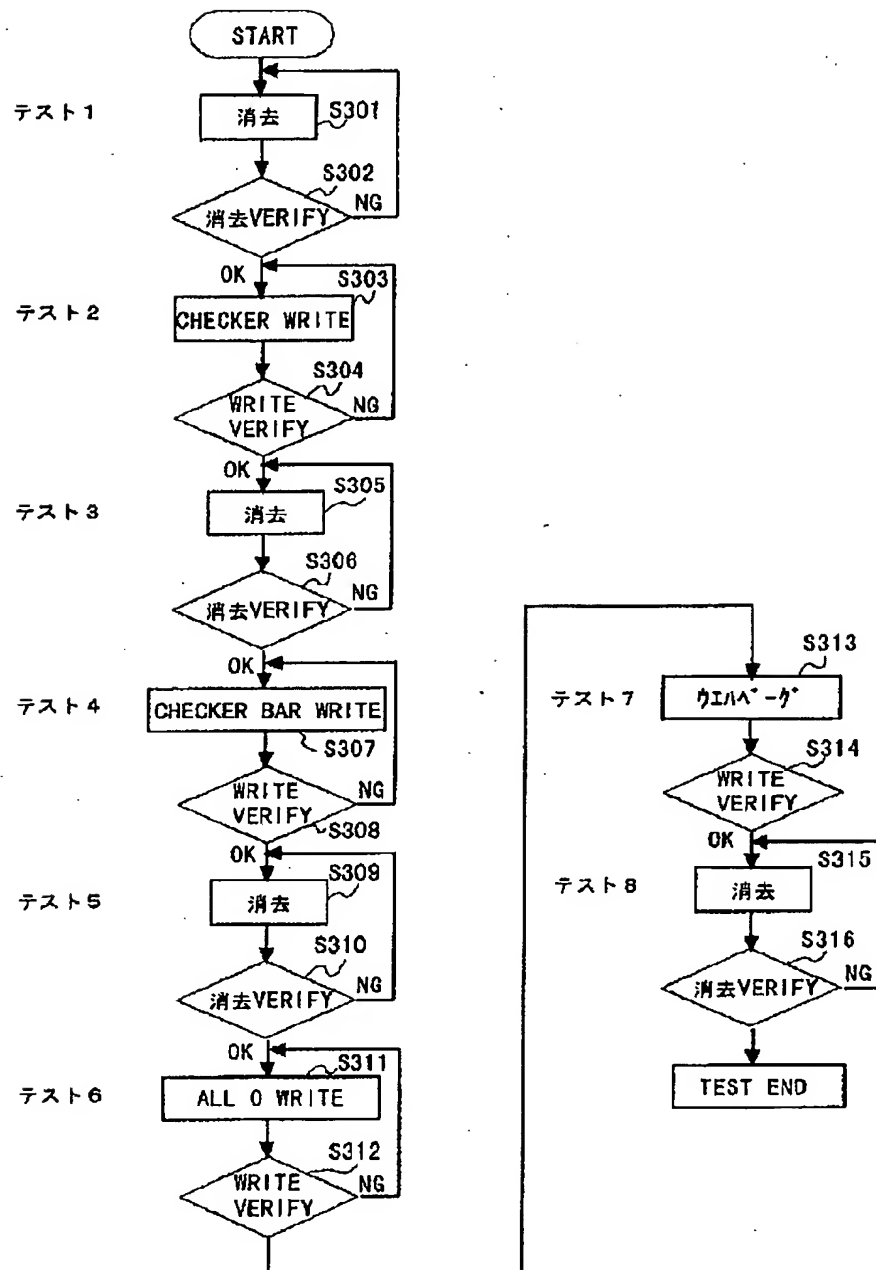 START
テスト1
消去
S301
S302
消去VERIFY
NG
OK
S303
テスト2
CHECKER WRITE
S304
WRITE
VERIFY
NG
OK
S305
テスト3
消去
S306
消去VERIFY
NG
OK
テスト4
CHECKER BAR WRITE
S307
WRITE
VERIFY
NG
S308
OK
S309
テスト5
消去
S310
消去VERIFY
NG
OK
S311
テスト6
ALL 0 WRITE
S312
WRITE
VERIFY
NG
S313
テスト7
ウエハベーグ
S314
WRITE
VERIFY
OK
S315
テスト8
消去
S316
消去VERIFY
NG
TEST END